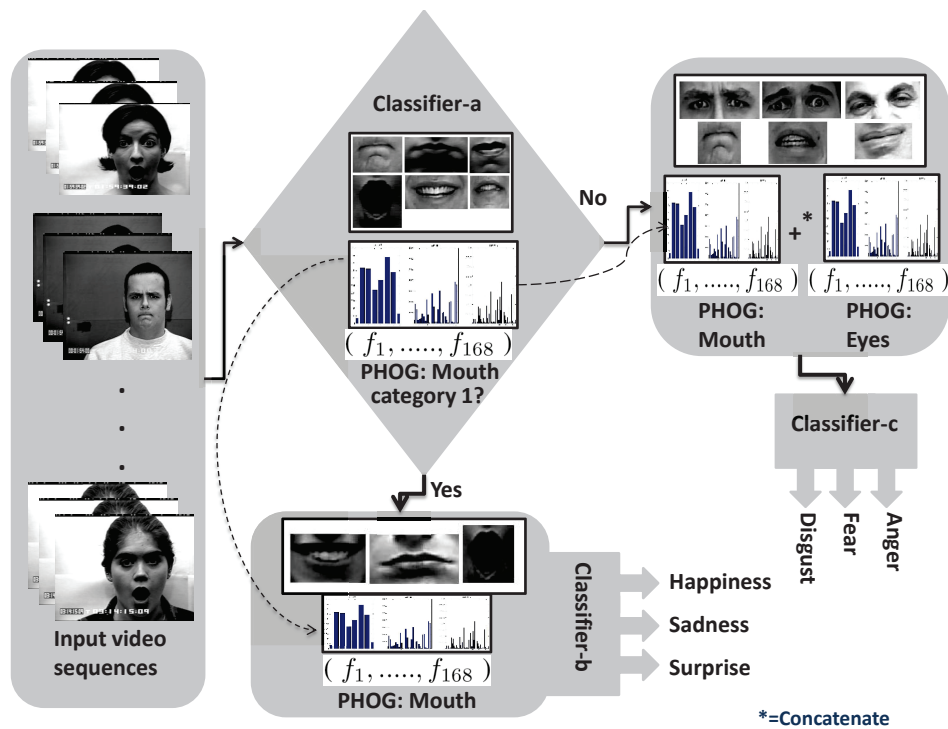 Input video
sequences
Classifier-a
( f1, ....., f168 )
PHOG: Mouth
category 1?
No
Yes
+*
( f1, ....., f168 )
PHOG:
Mouth
( f1, ....., f168 )
PHOG:
Eyes
Classifier-c
Disgust
Fear
Anger
( f1, ....., f168 )
PHOG: Mouth
Classifier-b
Happiness
Sadness
Surprise
*=Concatenate